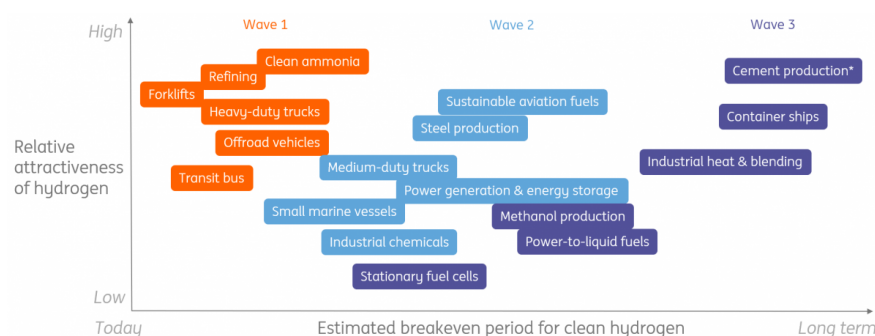 High
Wave 1
Wave 2
Wave 3
Clean ammonia
Cement production*
Refining
Forklifts
Sustainable aviation fuels
Heavy-duty trucks
Container ships
Steel production
Offroad vehicles
Relative
attractiveness
of hydrogen
Industrial heat & blending
Medium-duty trucks
Transit bus
Power generation & energy storage
Small marine vessels
Methanol production
Industrial chemicals
Power-to-liquid fuels
Stationary fuel cells
Low
Today
Estimated breakeven period for clean hydrogen
Long term